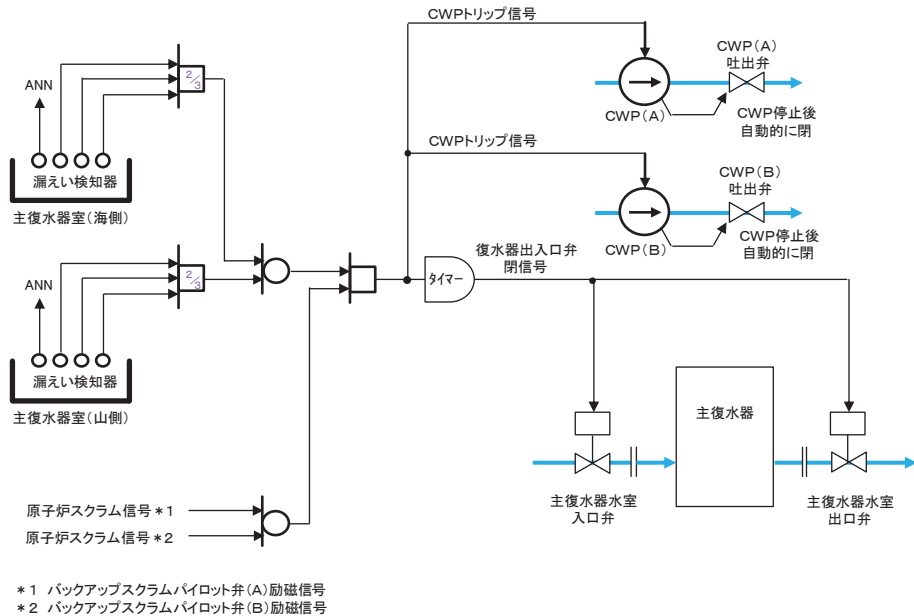 CWPトリップ信号
CWP(A)
吐出弁
CWP(A)
CWP停止後
自動的に閉
ANN
2/3
漏えい検知器
主復水器室(海側)
CWPトリップ信号
CWP(B)
吐出弁
CWP(B)
CWP停止後
自動的に閉
復水器出入口弁
閉信号
タイマー
ANN
2/3
漏えい検知器
主復水器室(山側)
主復水器
主復水器水室
入口弁
主復水器水室
出口弁
原子炉スクラム信号*1
原子炉スクラム信号*2
*1 バックアップスクラムパイロット弁(A)励磁信号
*2 バックアップスクラムパイロット弁(B)励磁信号